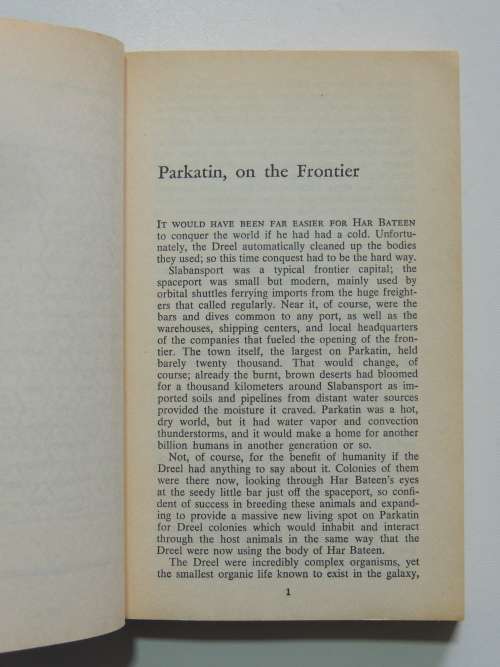 Parkatin, on the Frontier
IT WOULD HAVE BEEN FAR EASIER FOR HAR BATEEN
to conquer the world if he had had a cold. Unfortu-
nately, the Dreel automatically cleaned up the bodies
they used; so this time conquest had to be the hard way.
Slabansport was a typical frontier capital; the
spaceport was small but modern, mainly used by
orbital shuttles ferrying imports from the huge freight-
ers that called regularly. Near it, of course, were the
bars and dives common to any port, as well as the
warehouses, shipping centers, and local headquarters
of the companies that fueled the opening of the fron-
tier. The town itself, the largest on Parkatin, held
barely twenty thousand. That would change, of
course; already the burnt, brown deserts had bloomed
for a thousand kilometers around Slabansport as im-
ported soils and pipelines from distant water sources
provided the moisture it craved. Parkatin was a hot,
dry world, but it had water vapor and convection
thunderstorms, and it would make a home for another
billion humans in another generation or so.
Not, of course, for the benefit of humanity if the
Dreel had anything to say about it. Colonies of them
were there now, looking through Har Bateen's eyes
at the seedy little bar just off the spaceport, so confi-
dent of success in breeding these animals and expand-
ing to provide a massive new living spot on Parkatin
for Dreel colonies which would inhabit and interact
through the host animals in the same way that the
Dreel were now using the body of Har Bateen.
The Dreel were incredibly complex organisms, yet
the smallest organic life known to exist in the galaxy,
1